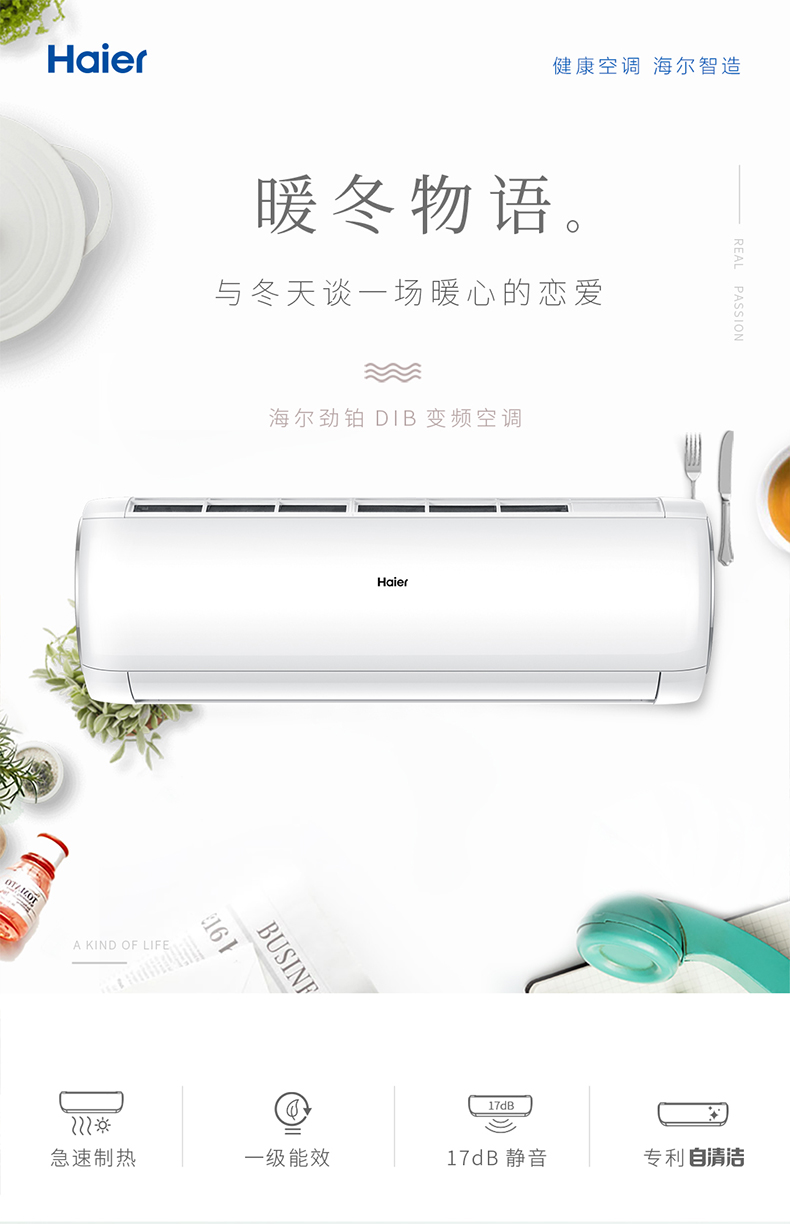 Haier
健康空调 海尔智造
暖冬物语。
与冬天谈一场暖心的恋爱
REAL PASSION
海尔劲铂 DIB 变频空调
Haier
A KIND OF LIFE
1916
BUSINE
17dB
急速制热
一级能效
17dB 静音
专利自清洁